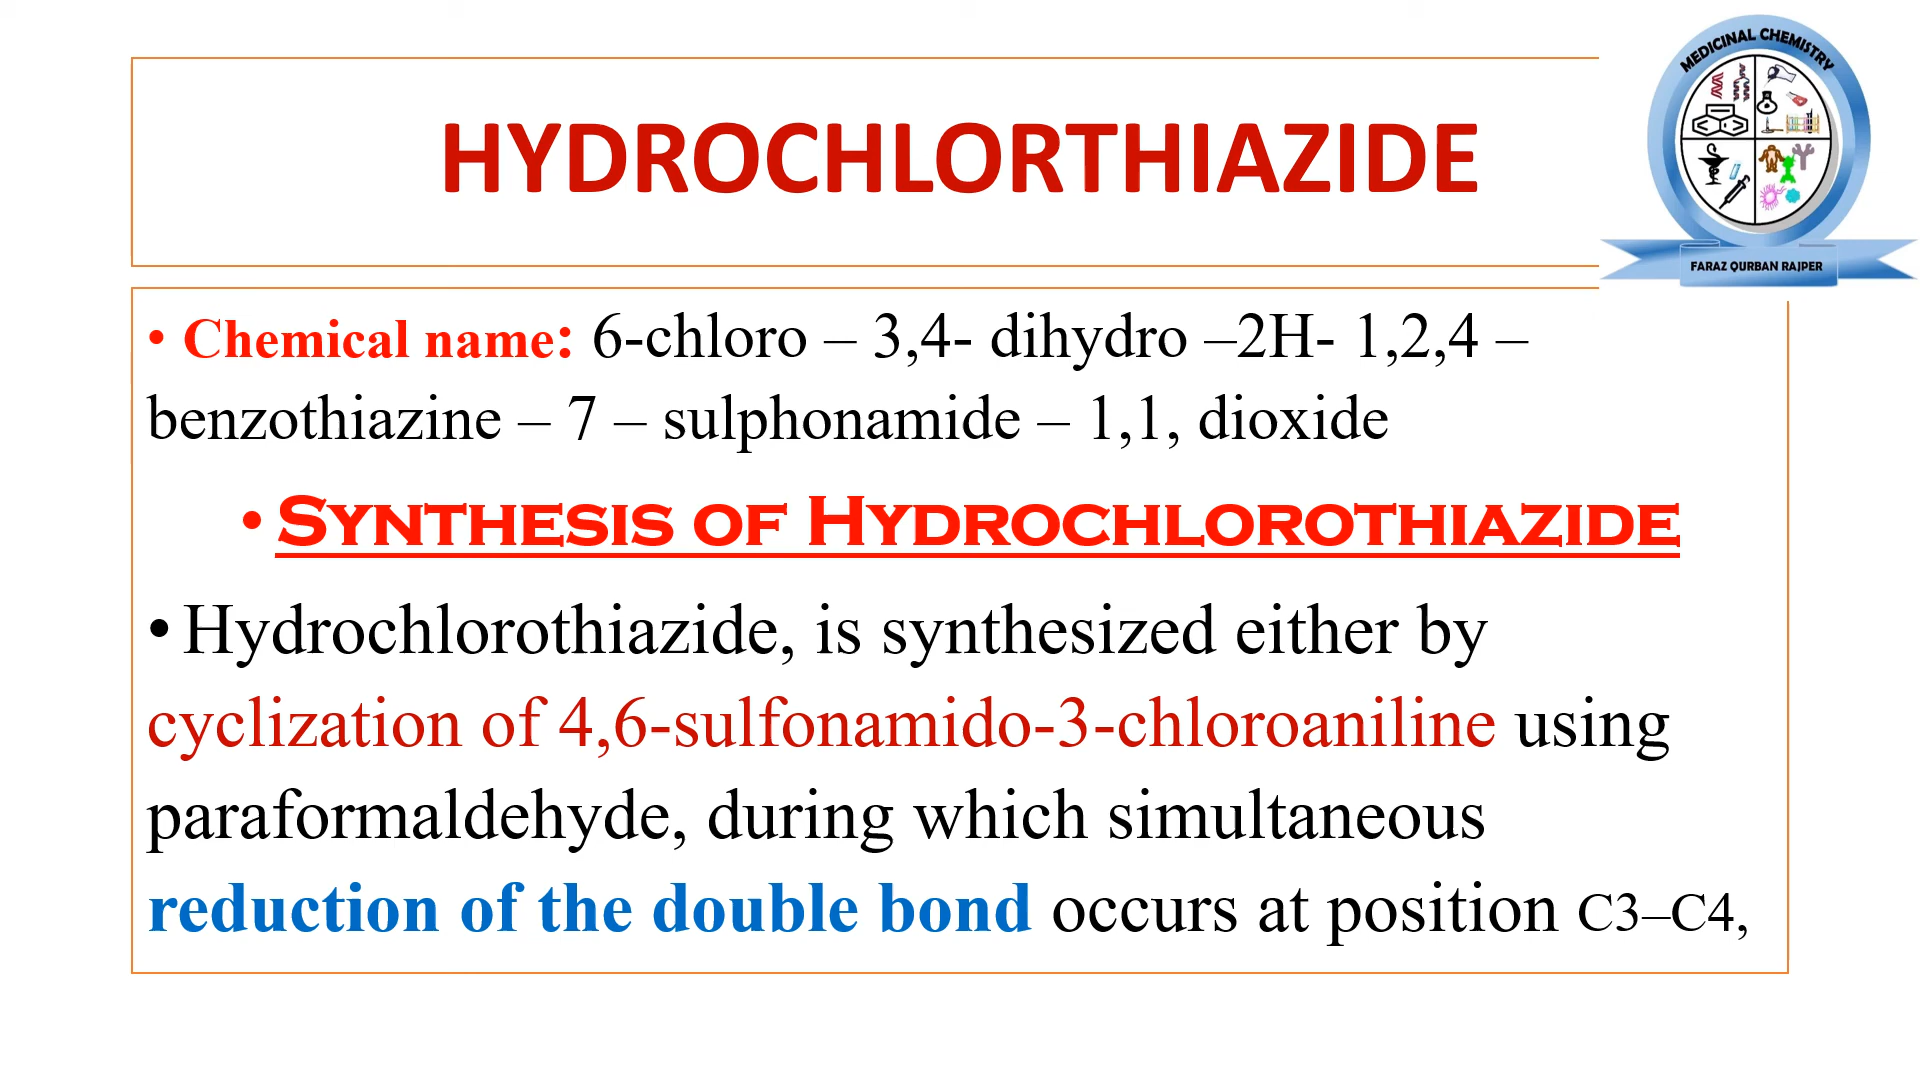 MEDICINAL CHEMISTRY
HYDROCHLORTHIAZIDE
FARAZ QURBAN RAJPER
• Chemical name: 6-chloro – 3,4- dihydro –2H- 1,2,4 –
benzothiazine – 7 – sulphonamide – 1,1, dioxide
• Synthesis of Hydrochlorothiazide
• Hydrochlorothiazide, is synthesized either by
cyclization of 4,6-sulfonamido-3-chloroaniline using
paraformaldehyde, during which simultaneous
reduction of the double bond occurs at position C3–C4,